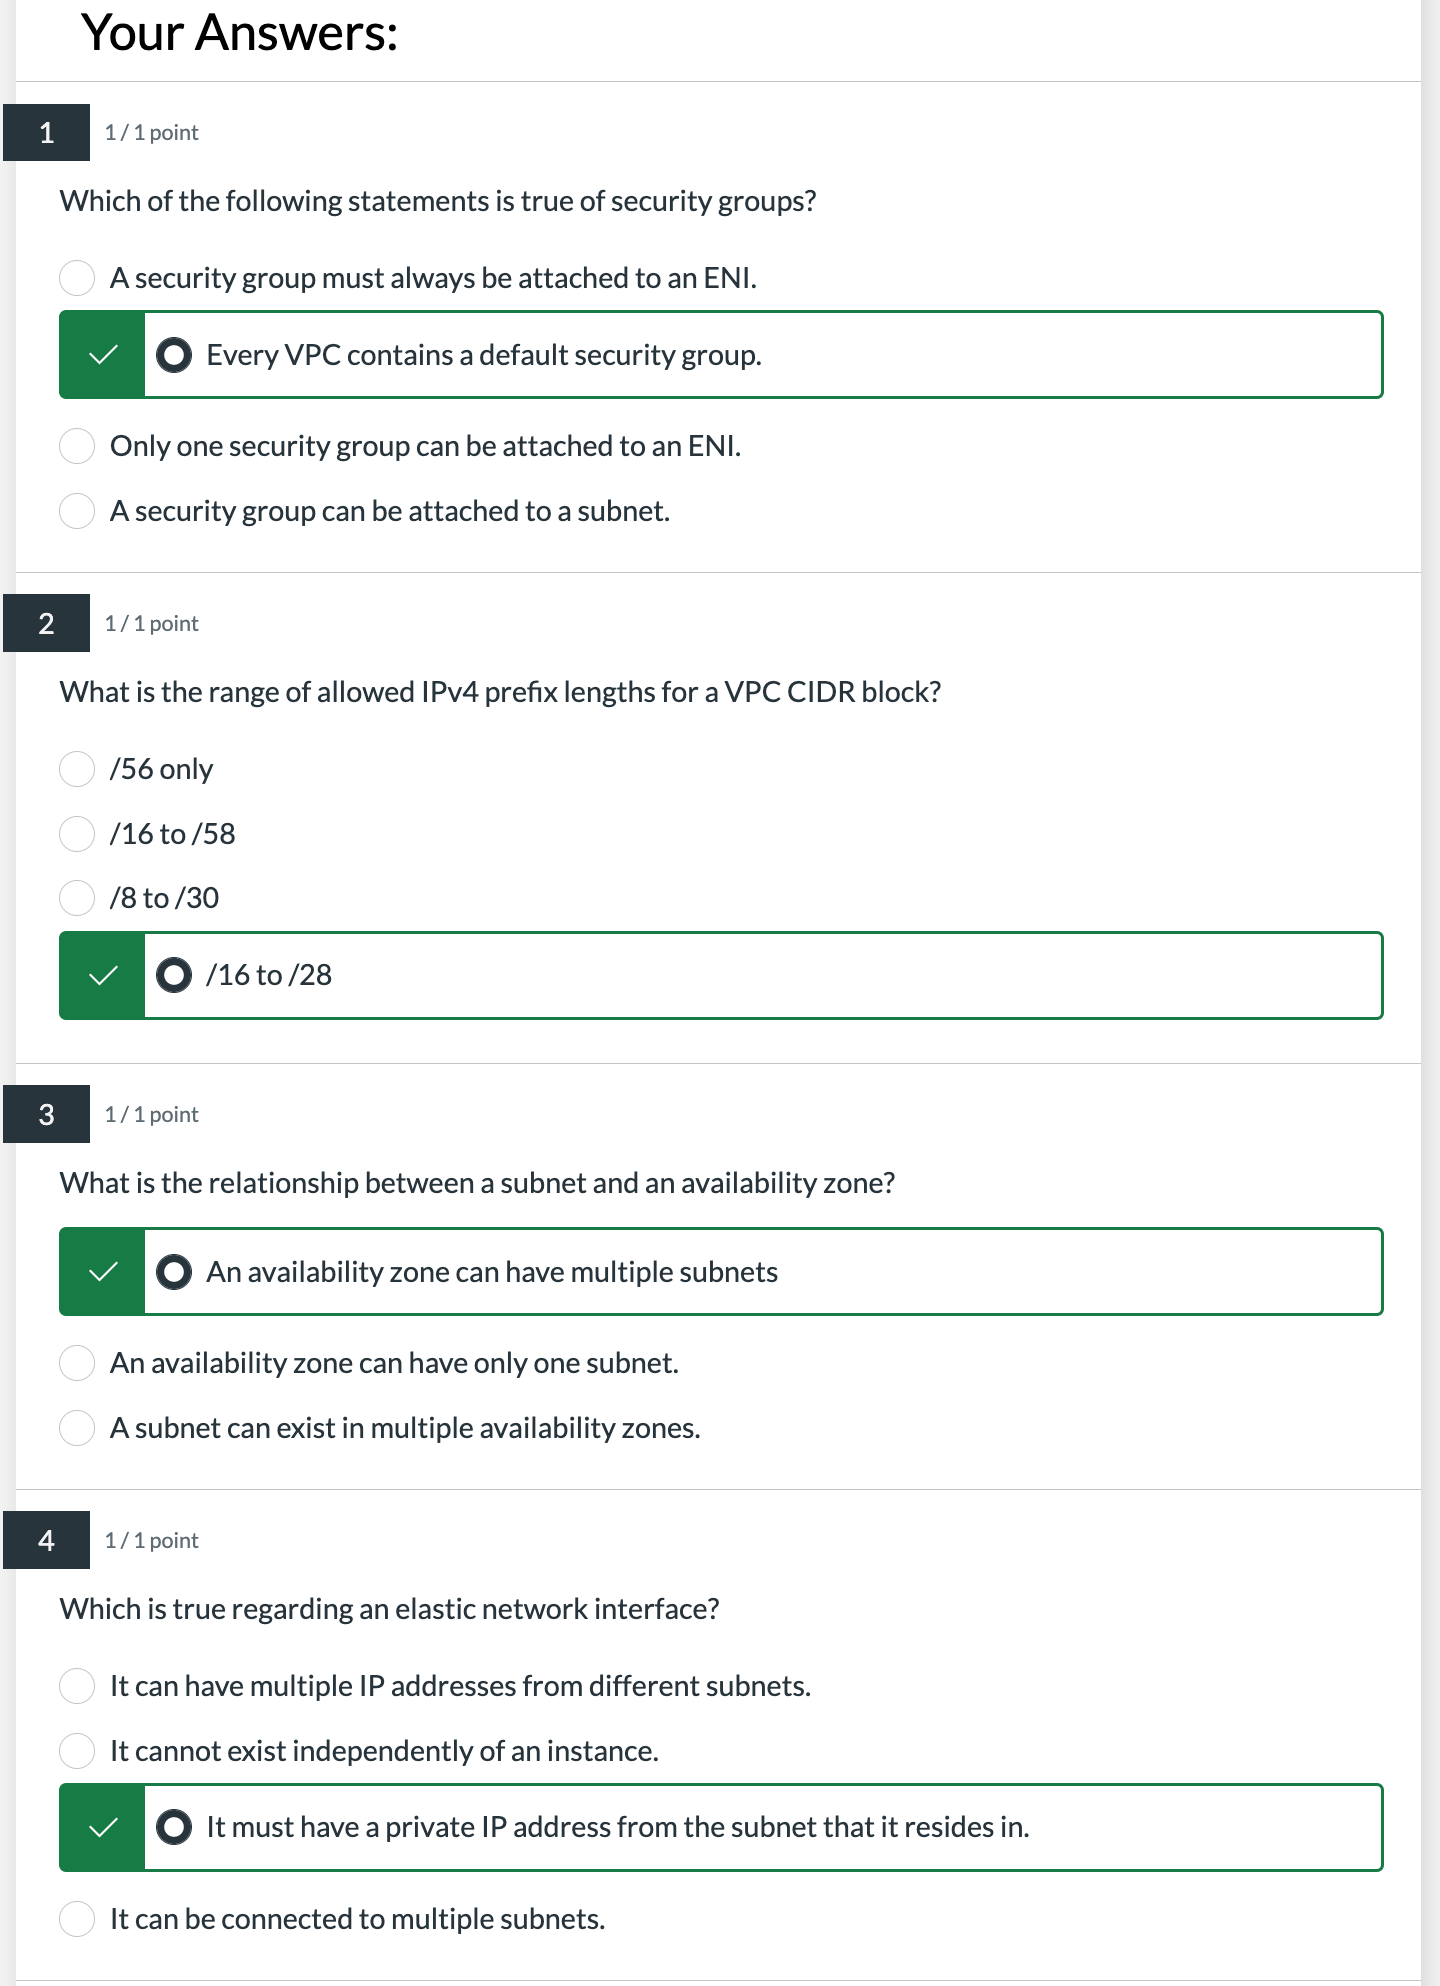 Your Answers:
1
1 / 1 point
Which of the following statements is true of security groups?
A security group must always be attached to an ENI.
Every VPC contains a default security group.
Only one security group can be attached to an ENI.
A security group can be attached to a subnet.
2
1 / 1 point
What is the range of allowed IPv4 prefix lengths for a VPC CIDR block?
/56 only
/16 to /58
/8 to /30
/16 to /28
3
1 / 1 point
What is the relationship between a subnet and an availability zone?
An availability zone can have multiple subnets
An availability zone can have only one subnet.
A subnet can exist in multiple availability zones.
4
1 / 1 point
Which is true regarding an elastic network interface?
It can have multiple IP addresses from different subnets.
It cannot exist independently of an instance.
It must have a private IP address from the subnet that it resides in.
It can be connected to multiple subnets.